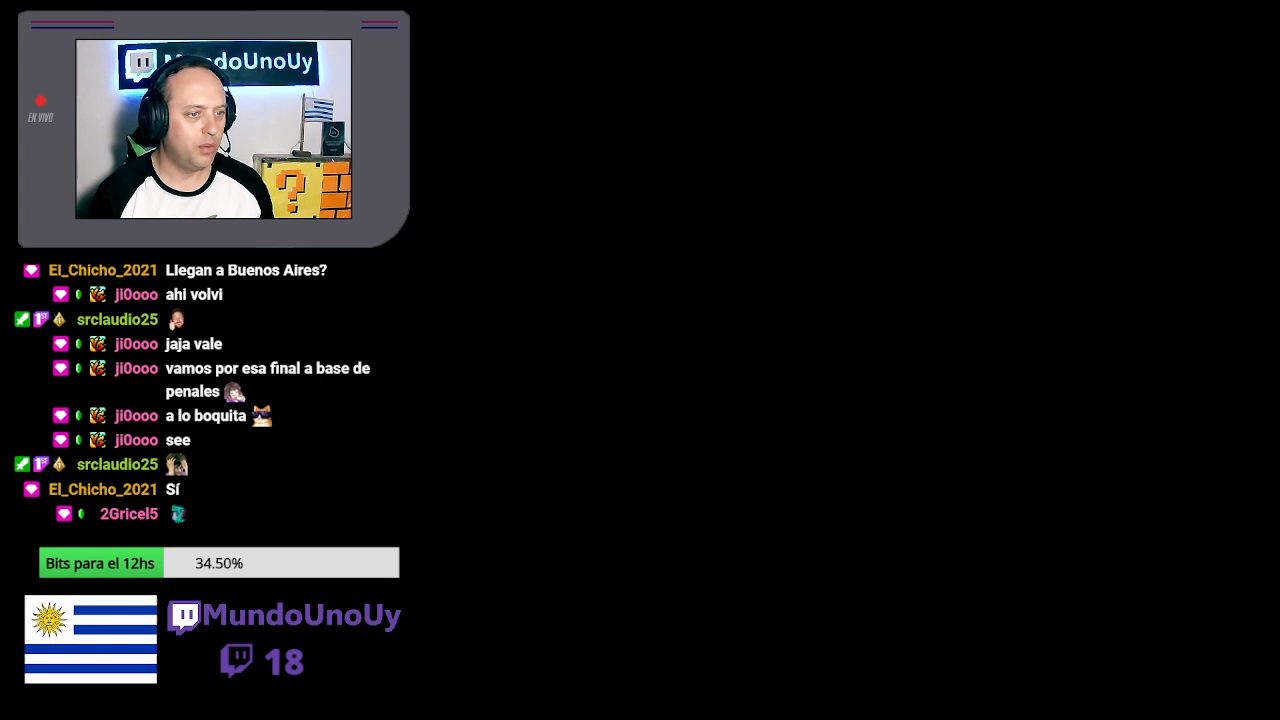 MundoUnoUy
EN VIVO
El_Chicho_2021 Llegan a Buenos Aires?
ji0ooo ahi volvi
srclaudio25
ji0ooo jaja vale
ji0ooo vamos por esa final a base de
penales
ji0ooo a lo boquita
ji0ooo see
srclaudio25
El_Chicho_2021 Sí
2Gricel5
Bits para el 12hs 34.50%
MundoUnoUy
18